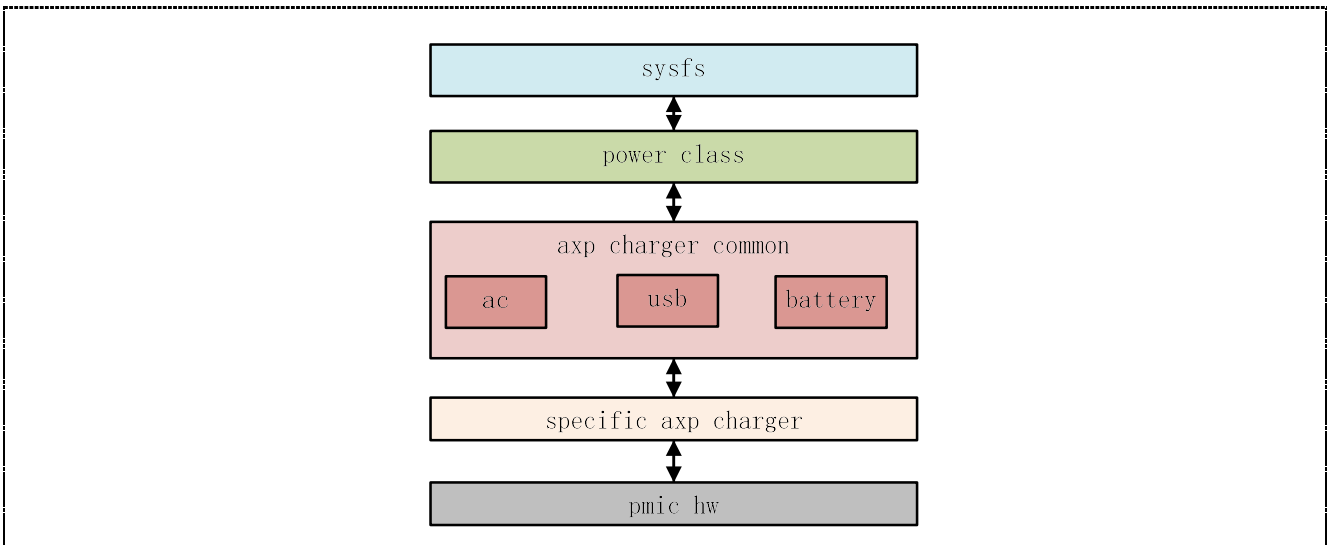 sysfs
power class
axp charger common
ac
usb
battery
specific axp charger
pmic hw